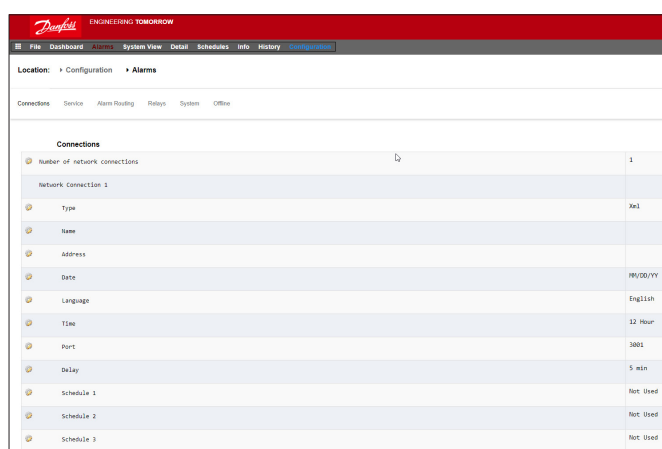 Danfoss ENGINEERING TOMORROW
File Dashboard Alarms System View Detail Schedules Info History Configuration
Location: Configuration Alarms
Connections Service Alarm Routing Relays System Offline
Connections
Number of network connections 1
Network Connection 1
Type Xml
Name
Address
Date MM/DD/YY
Language English
Time 12 Hour
Port 3001
Delay 5 min
Schedule 1 Not Used
Schedule 2 Not Used
Schedule 3 Not Used